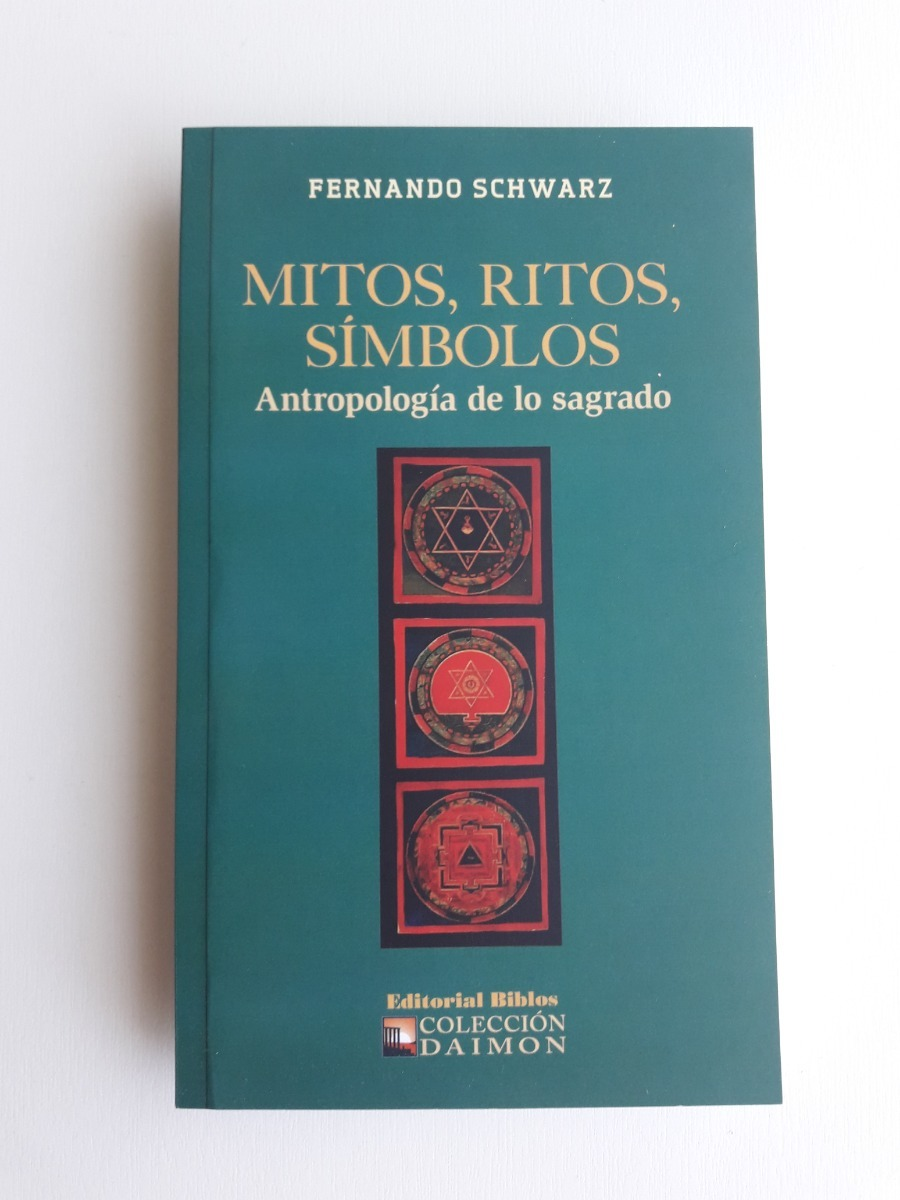 FERNANDO SCHWARZ
MITOS, RITOS,
SÍMBOLOS
Antropología de lo sagrado
Editorial Biblos
COLECCIÓN
DAIMON